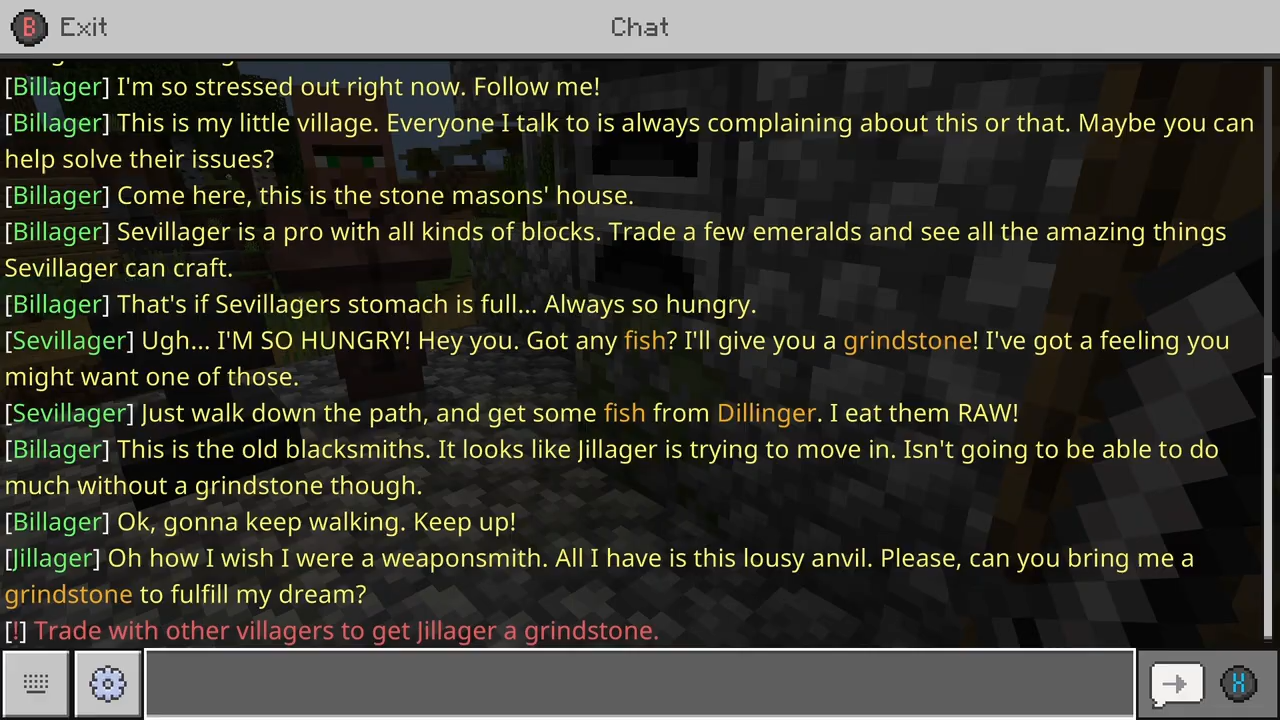 B Exit
Chat
[Billager] I'm so stressed out right now. Follow me!
[Billager] This is my little village. Everyone I talk to is always complaining about this or that. Maybe you can
help solve their issues?
[Billager] Come here, this is the stone masons' house.
[Billager] Sevillager is a pro with all kinds of blocks. Trade a few emeralds and see all the amazing things
Sevillager can craft.
[Billager] That's if Sevillagers stomach is full... Always so hungry.
[Sevillager] Ugh... I'M SO HUNGRY! Hey you. Got any fish? I'll give you a grindstone! I've got a feeling you
might want one of those.
[Sevillager] Just walk down the path, and get some fish from Dillinger. I eat them RAW!
[Billager] This is the old blacksmiths. It looks like Jillager is trying to move in. Isn't going to be able to do
much without a grindstone though.
[Billager] Ok, gonna keep walking. Keep up!
[Jillager] Oh how I wish I were a weaponsmith. All I have is this lousy anvil. Please, can you bring me a
grindstone to fulfill my dream?
[!] Trade with other villagers to get Jillager a grindstone.
X